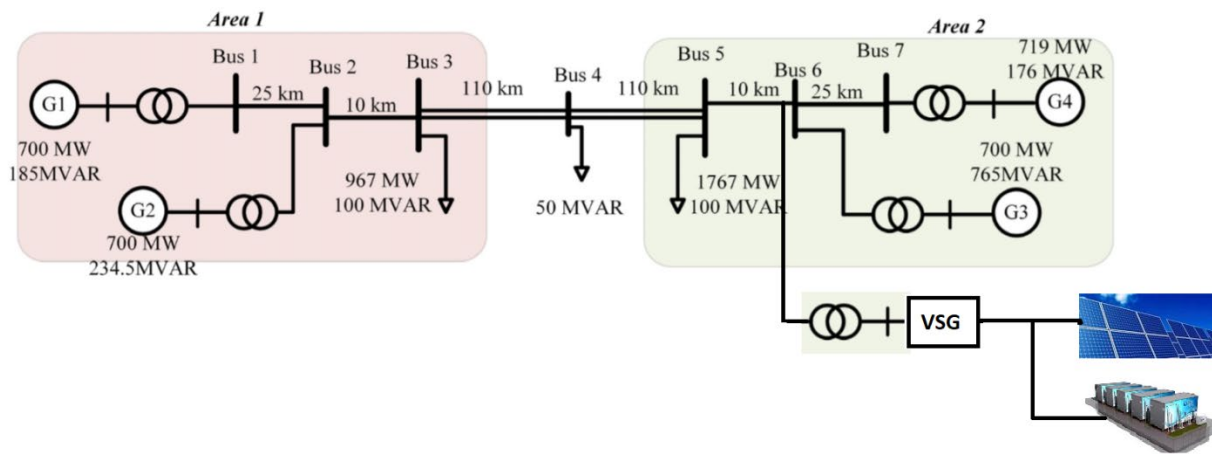 Area 1
Area 2
Bus 1
Bus 2
Bus 3
Bus 4
Bus 5
Bus 6
Bus 7
719 MW
176 MVAR
G1
25 km
10 km
110 km
110 km
10 km
25 km
G4
700 MW
185MVAR
G2
700 MW
234.5MVAR
967 MW
100 MVAR
50 MVAR
1767 MW
100 MVAR
700 MW
765MVAR
G3
VSG